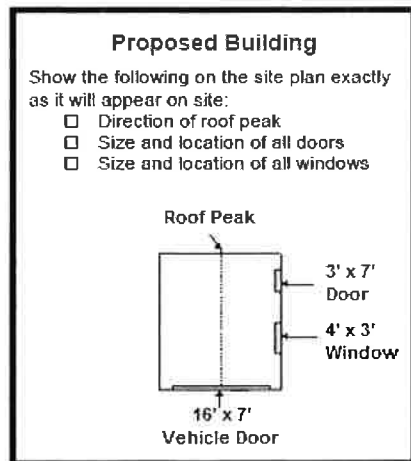 Proposed Building
Show the following on the site plan exactly
as it will appear on site:
☐ Direction of roof peak
☐ Size and location of all doors
☐ Size and location of all windows
Roof Peak
3' x 7'
Door
4' x 3'
Window
16' x 7'
Vehicle Door